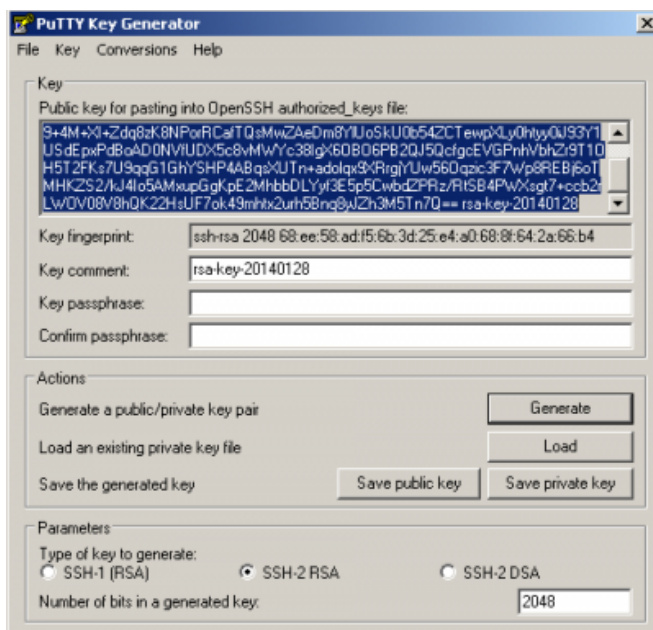 PuTTY Key Generator
File Key Conversions Help
Key
Public key for pasting into OpenSSH authorized_keys file:
rsa-key-20140128
Key fingerprint: ssh-rsa 2048 68:ee:58:ad:f5:6b:3d:25:e4:a0:68:8f:64:2a:66:b4
Key comment: rsa-key-20140128
Key passphrase:
Confirm passphrase:
Actions
Generate a public/private key pair Generate
Load an existing private key file Load
Save the generated key Save public key Save private key
Parameters
Type of key to generate:
SSH-1 (RSA) SSH-2 RSA SSH-2 DSA
Number of bits in a generated key: 2048